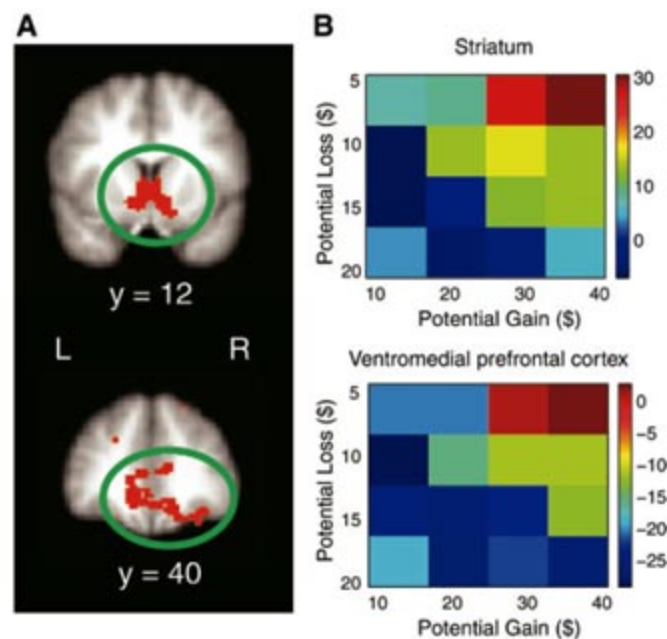 A
y = 12
L R
y = 40
B
Striatum
Potential Loss ($)
5
10
15
20
10 20 30 40
Potential Gain ($)
30
20
10
0
Ventromedial prefrontal cortex
Potential Loss ($)
5
10
15
20
10 20 30 40
Potential Gain ($)
0
−5
−10
−15
−20
−25